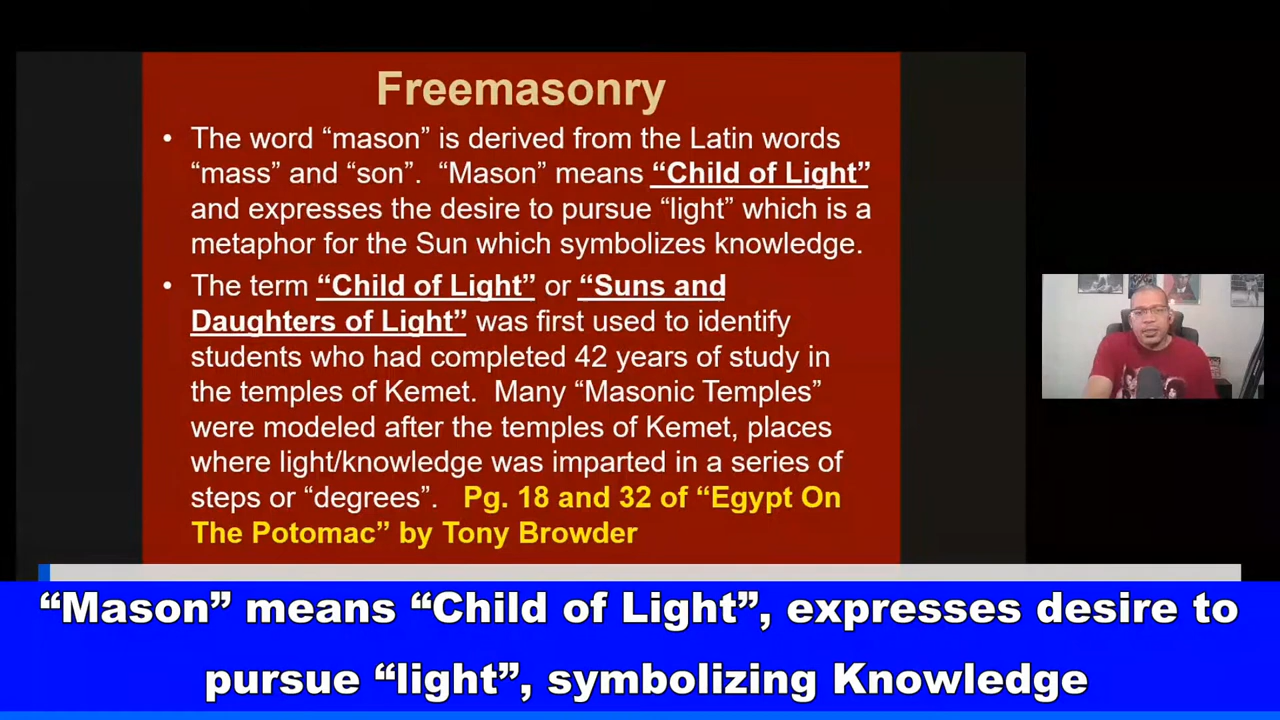 Freemasonry
• The word “mason” is derived from the Latin words
“mass” and “son”. “Mason” means “Child of Light”
and expresses the desire to pursue “light” which is a
metaphor for the Sun which symbolizes knowledge.
• The term “Child of Light” or “Suns and
Daughters of Light” was first used to identify
students who had completed 42 years of study in
the temples of Kemet. Many “Masonic Temples”
were modeled after the temples of Kemet, places
where light/knowledge was imparted in a series of
steps or “degrees”. Pg. 18 and 32 of “Egypt On
The Potomac” by Tony Browder
“Mason” means “Child of Light”, expresses desire to
pursue “light”, symbolizing Knowledge